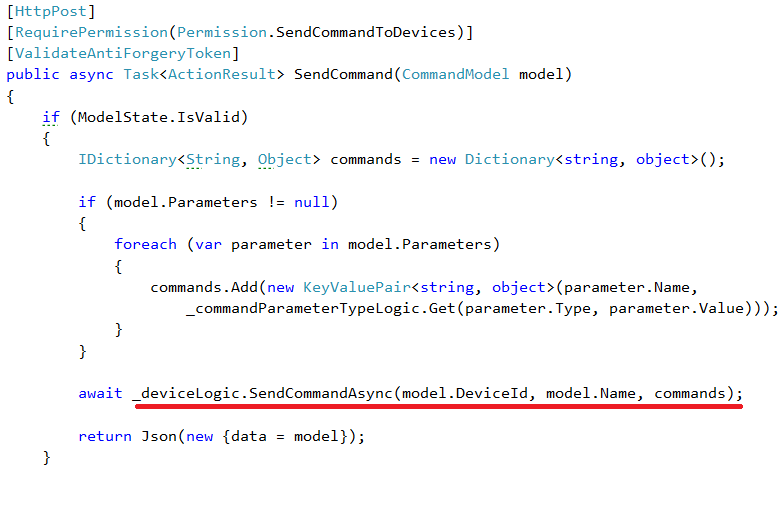 [HttpPost]
[RequirePermission(Permission.SendCommandToDevices)]
[ValidateAntiForgeryToken]
public async Task<ActionResult> SendCommand(CommandModel model)
{
    if (ModelState.IsValid)
    {
        IDictionary<String, Object> commands = new Dictionary<string, object>();

        if (model.Parameters != null)
        {
            foreach (var parameter in model.Parameters)
            {
                commands.Add(new KeyValuePair<string, object>(parameter.Name,
                    _commandParameterTypeLogic.Get(parameter.Type, parameter.Value)));
            }
        }

        await _deviceLogic.SendCommandAsync(model.DeviceId, model.Name, commands);

        return Json(new {data = model});
    }